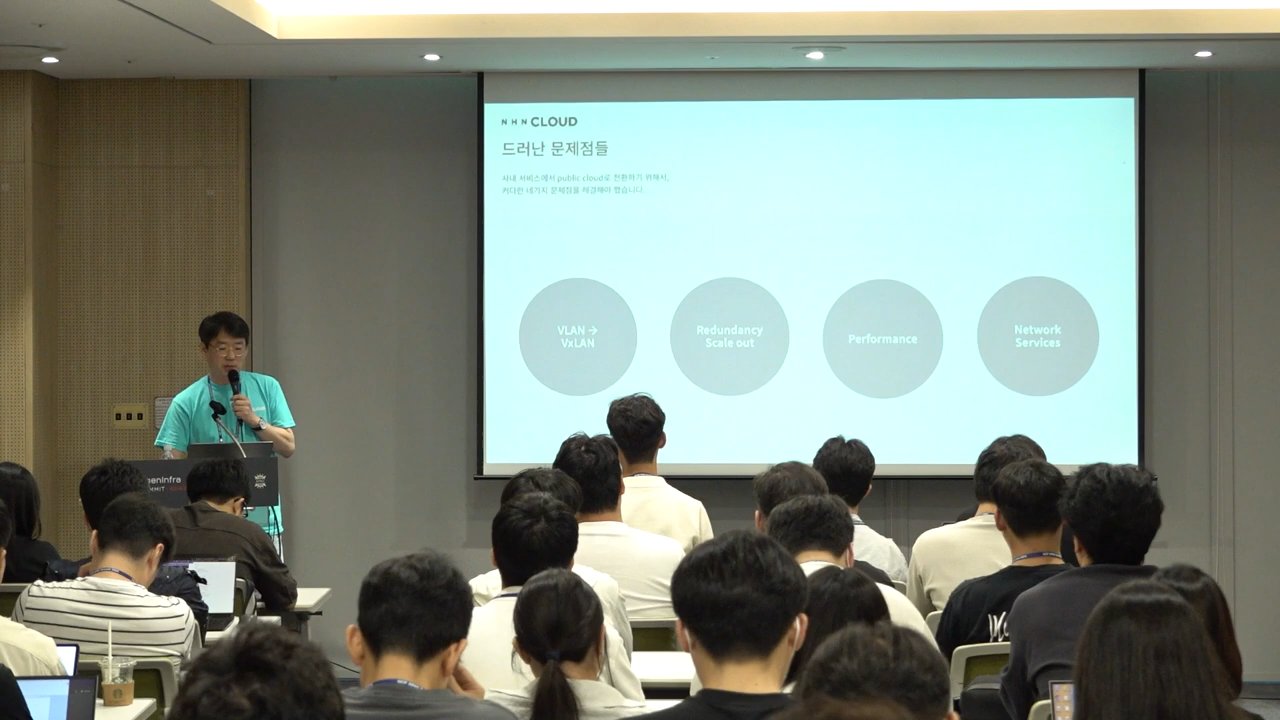 NHN CLOUD
드러난 문제점들
사내 서비스에서 public cloud로 전환하기 위해서,
커다란 네가지 문제점을 해결해야 했습니다.
VLAN →
VxLAN
Redundancy
Scale out
Performance
Network
Services
enInfra